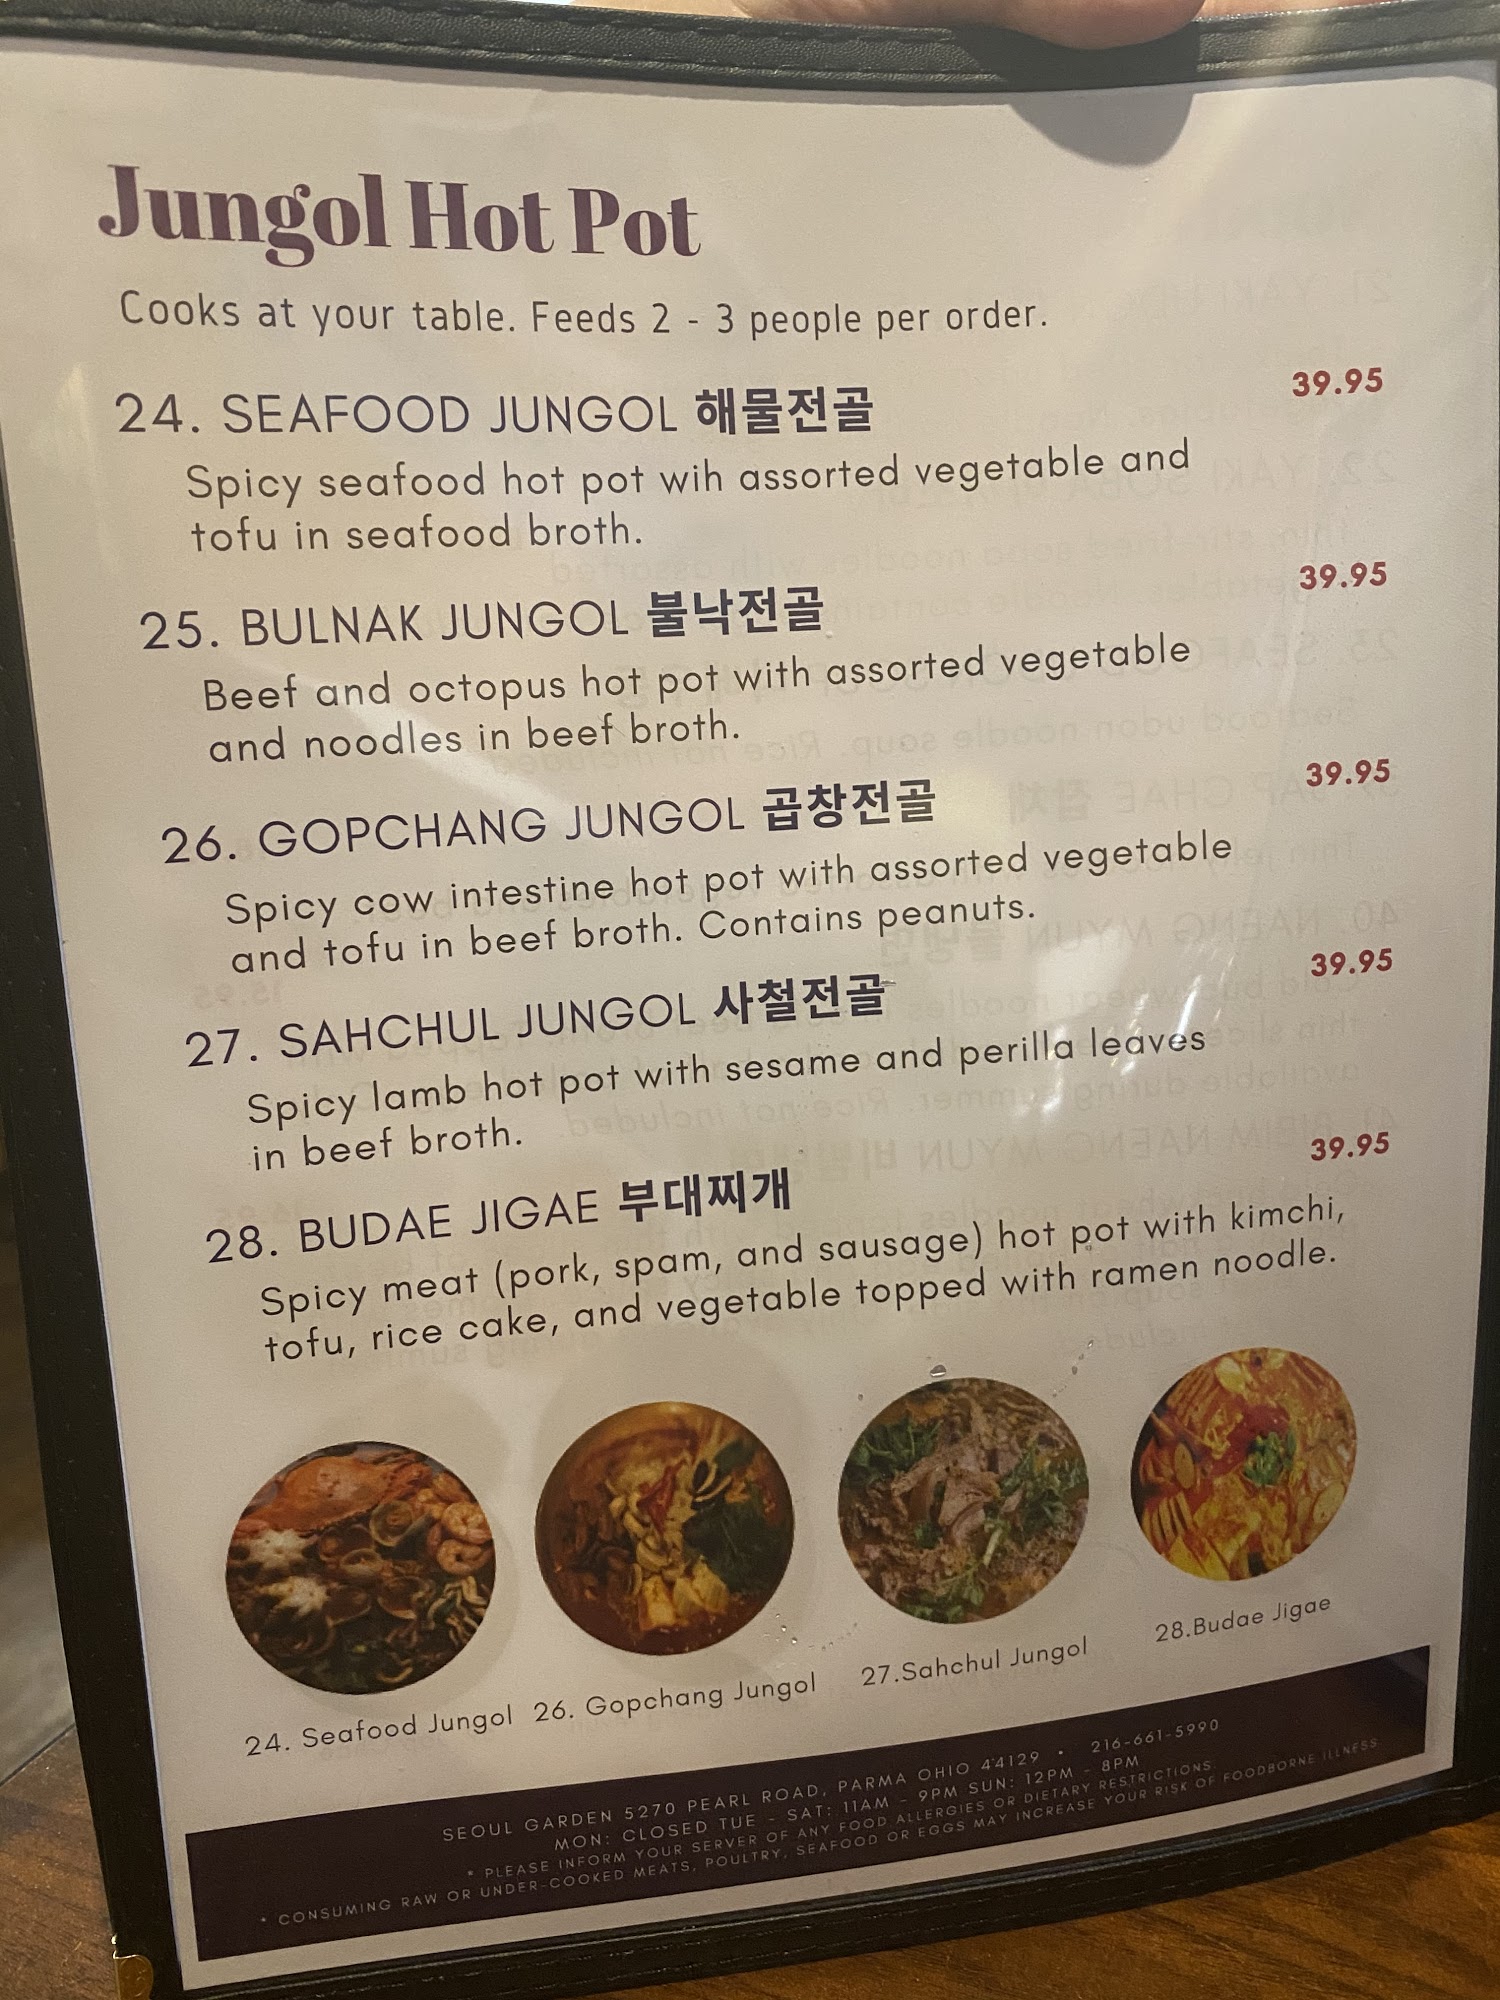 Jungol Hot Pot
Cooks at your table. Feeds 2 - 3 people per order.
24. SEAFOOD JUNGOL 해물전골 39.95
Spicy seafood hot pot wih assorted vegetable and
tofu in seafood broth.
25. BULNAK JUNGOL 불낙전골 39.95
Beef and octopus hot pot with assorted vegetable
and noodles in beef broth.
26. GOPCHANG JUNGOL 곱창전골 39.95
Spicy cow intestine hot pot with assorted vegetable
and tofu in beef broth. Contains peanuts.
27. SAHCHUL JUNGOL 사철전골 39.95
Spicy lamb hot pot with sesame and perilla leaves
in beef broth.
28. BUDAE JIGAE 부대찌개 39.95
Spicy meat (pork, spam, and sausage) hot pot with kimchi,
tofu, rice cake, and vegetable topped with ramen noodle.
24. Seafood Jungol
26. Gopchang Jungol
27.Sahchul Jungol
28.Budae Jigae
SEOUL GARDEN 5270 PEARL ROAD, PARMA OHIO 44129 • 216-661-5990
MON: CLOSED TUE - SAT: 11AM - 9PM SUN: 12PM - 8PM
* PLEASE INFORM YOUR SERVER OF ANY FOOD ALLERGIES OR DIETARY RESTRICTIONS.
* CONSUMING RAW OR UNDER-COOKED MEATS, POULTRY, SEAFOOD OR EGGS MAY INCREASE YOUR RISK OF FOODBORNE ILLNESS